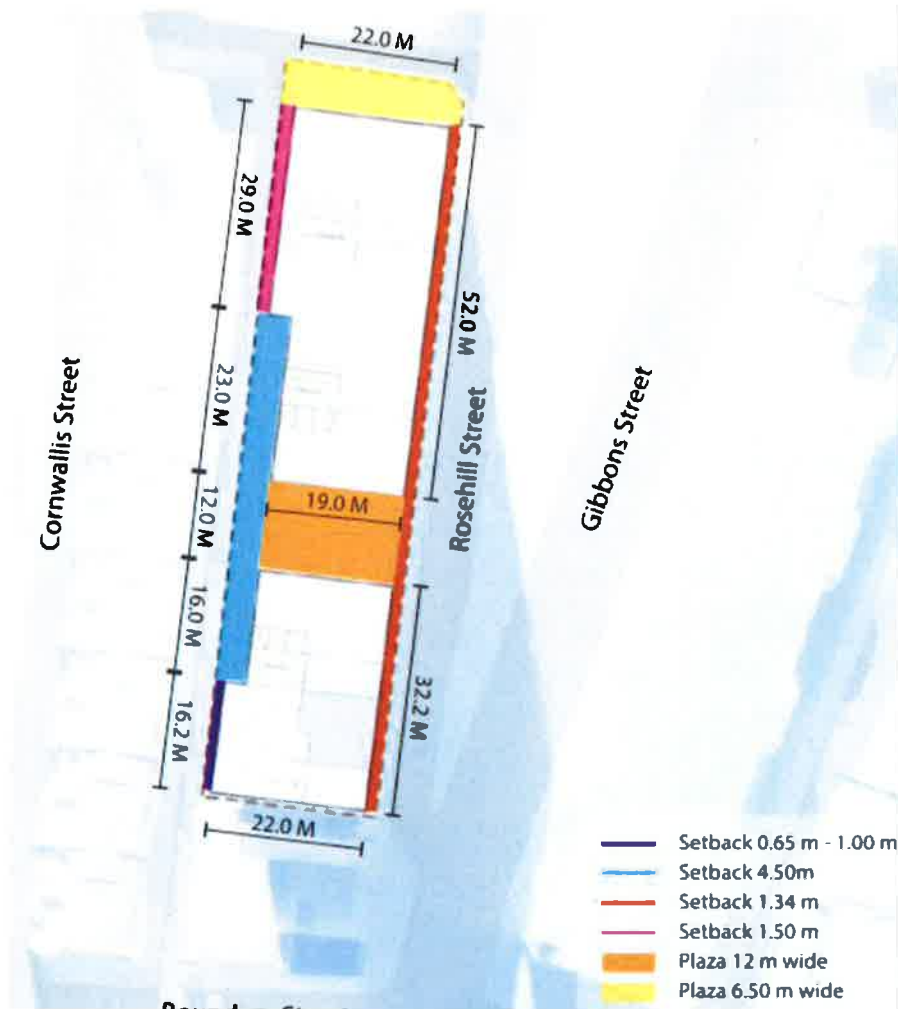 22.0 M
29.0 M
52.0 M
23.0 M
Cornwallis Street
Rosehill Street
Gibbons Street
19.0 M
12.0 M
16.0 M
32.2 M
16.2 M
22.0 M
Setback 0.65 m - 1.00 m
Setback 4.50m
Setback 1.34 m
Setback 1.50 m
Plaza 12 m wide
Plaza 6.50 m wide